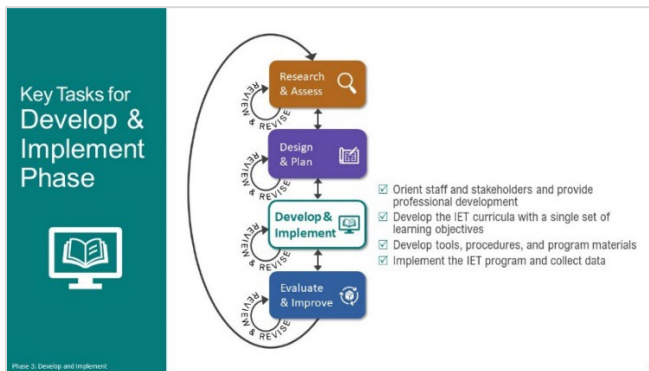 Key Tasks for
Develop &
Implement
Phase
Research
& Assess
REVIEW & REVISE
Design
& Plan
REVIEW & REVISE
Develop &
Implement
REVIEW & REVISE
Evaluate
& Improve
REVIEW & REVISE
Orient staff and stakeholders and provide
professional development
Develop the IET curricula with a single set of
learning objectives
Develop tools, procedures, and program materials
Implement the IET program and collect data
Phase 3: Develop and Implement